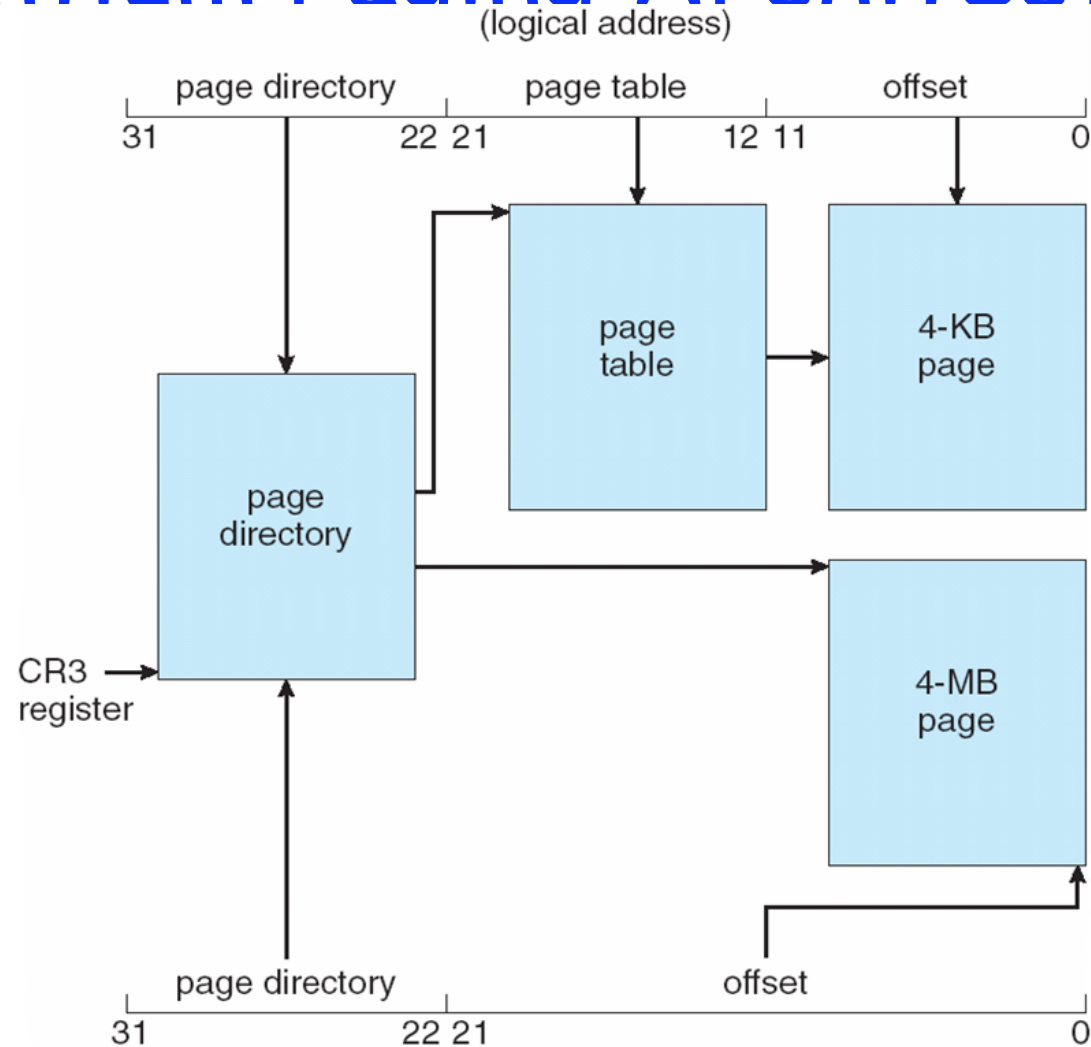 (logical address)
page directory page table offset
31 22 21 12 11 0
page
table
4-KB
page
page
directory
CR3
register
4-MB
page
page directory offset
31 22 21 0